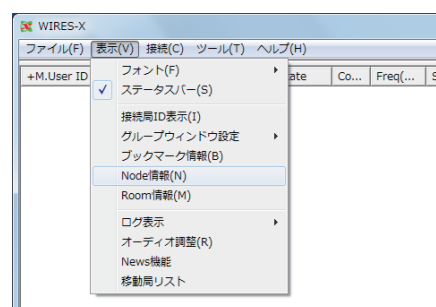 WIRES-X
ファイル(F) 表示(V) 接続(C) ツール(T) ヘルプ(H)
+M.User ID ate Co... Freq(... S
フォント(F)
ステータスバー(S)
接続局ID表示(I)
グループウィンドウ設定
ブックマーク情報(B)
Node情報(N)
Room情報(M)
ログ表示
オーディオ調整(R)
News機能
移動局リスト